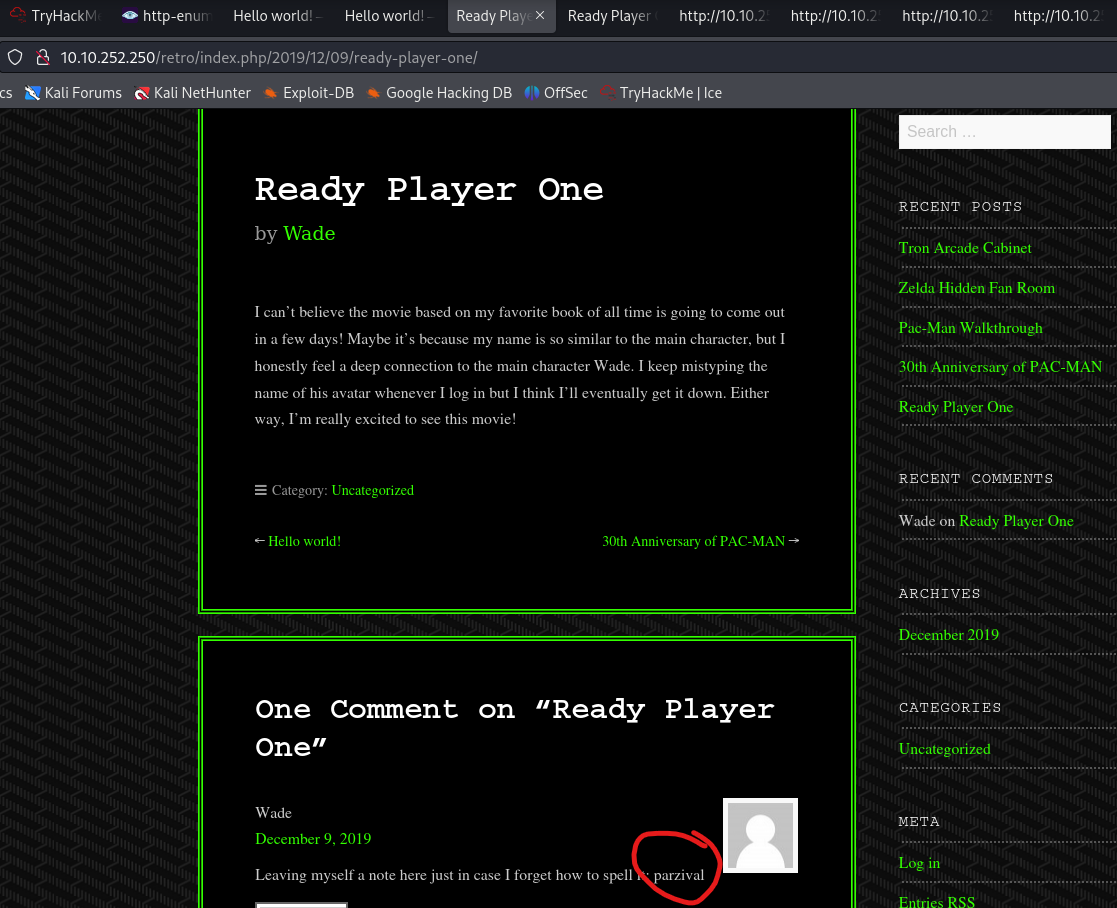 TryHackM
http-enum
Hello world! –
Hello world! –
Ready Playe
Ready Player
http://10.10.25
http://10.10.25
http://10.10.25
http://10.10.2
10.10.252.250/retro/index.php/2019/12/09/ready-player-one/
cs
Kali Forums
Kali NetHunter
Exploit-DB
Google Hacking DB
OffSec
TryHackMe | Ice
Ready Player One
by Wade
I can’t believe the movie based on my favorite book of all time is going to come out
in a few days! Maybe it’s because my name is so similar to the main character, but I
honestly feel a deep connection to the main character Wade. I keep mistyping the
name of his avatar whenever I log in but I think I’ll eventually get it down. Either
way, I’m really excited to see this movie!
Category: Uncategorized
← Hello world!
30th Anniversary of PAC-MAN →
One Comment on “Ready Player
One”
Wade
December 9, 2019
Leaving myself a note here just in case I forget how to spell it: parzival
Search …
RECENT POSTS
Tron Arcade Cabinet
Zelda Hidden Fan Room
Pac-Man Walkthrough
30th Anniversary of PAC-MAN
Ready Player One
RECENT COMMENTS
Wade on Ready Player One
ARCHIVES
December 2019
CATEGORIES
Uncategorized
META
Log in
Entries RSS